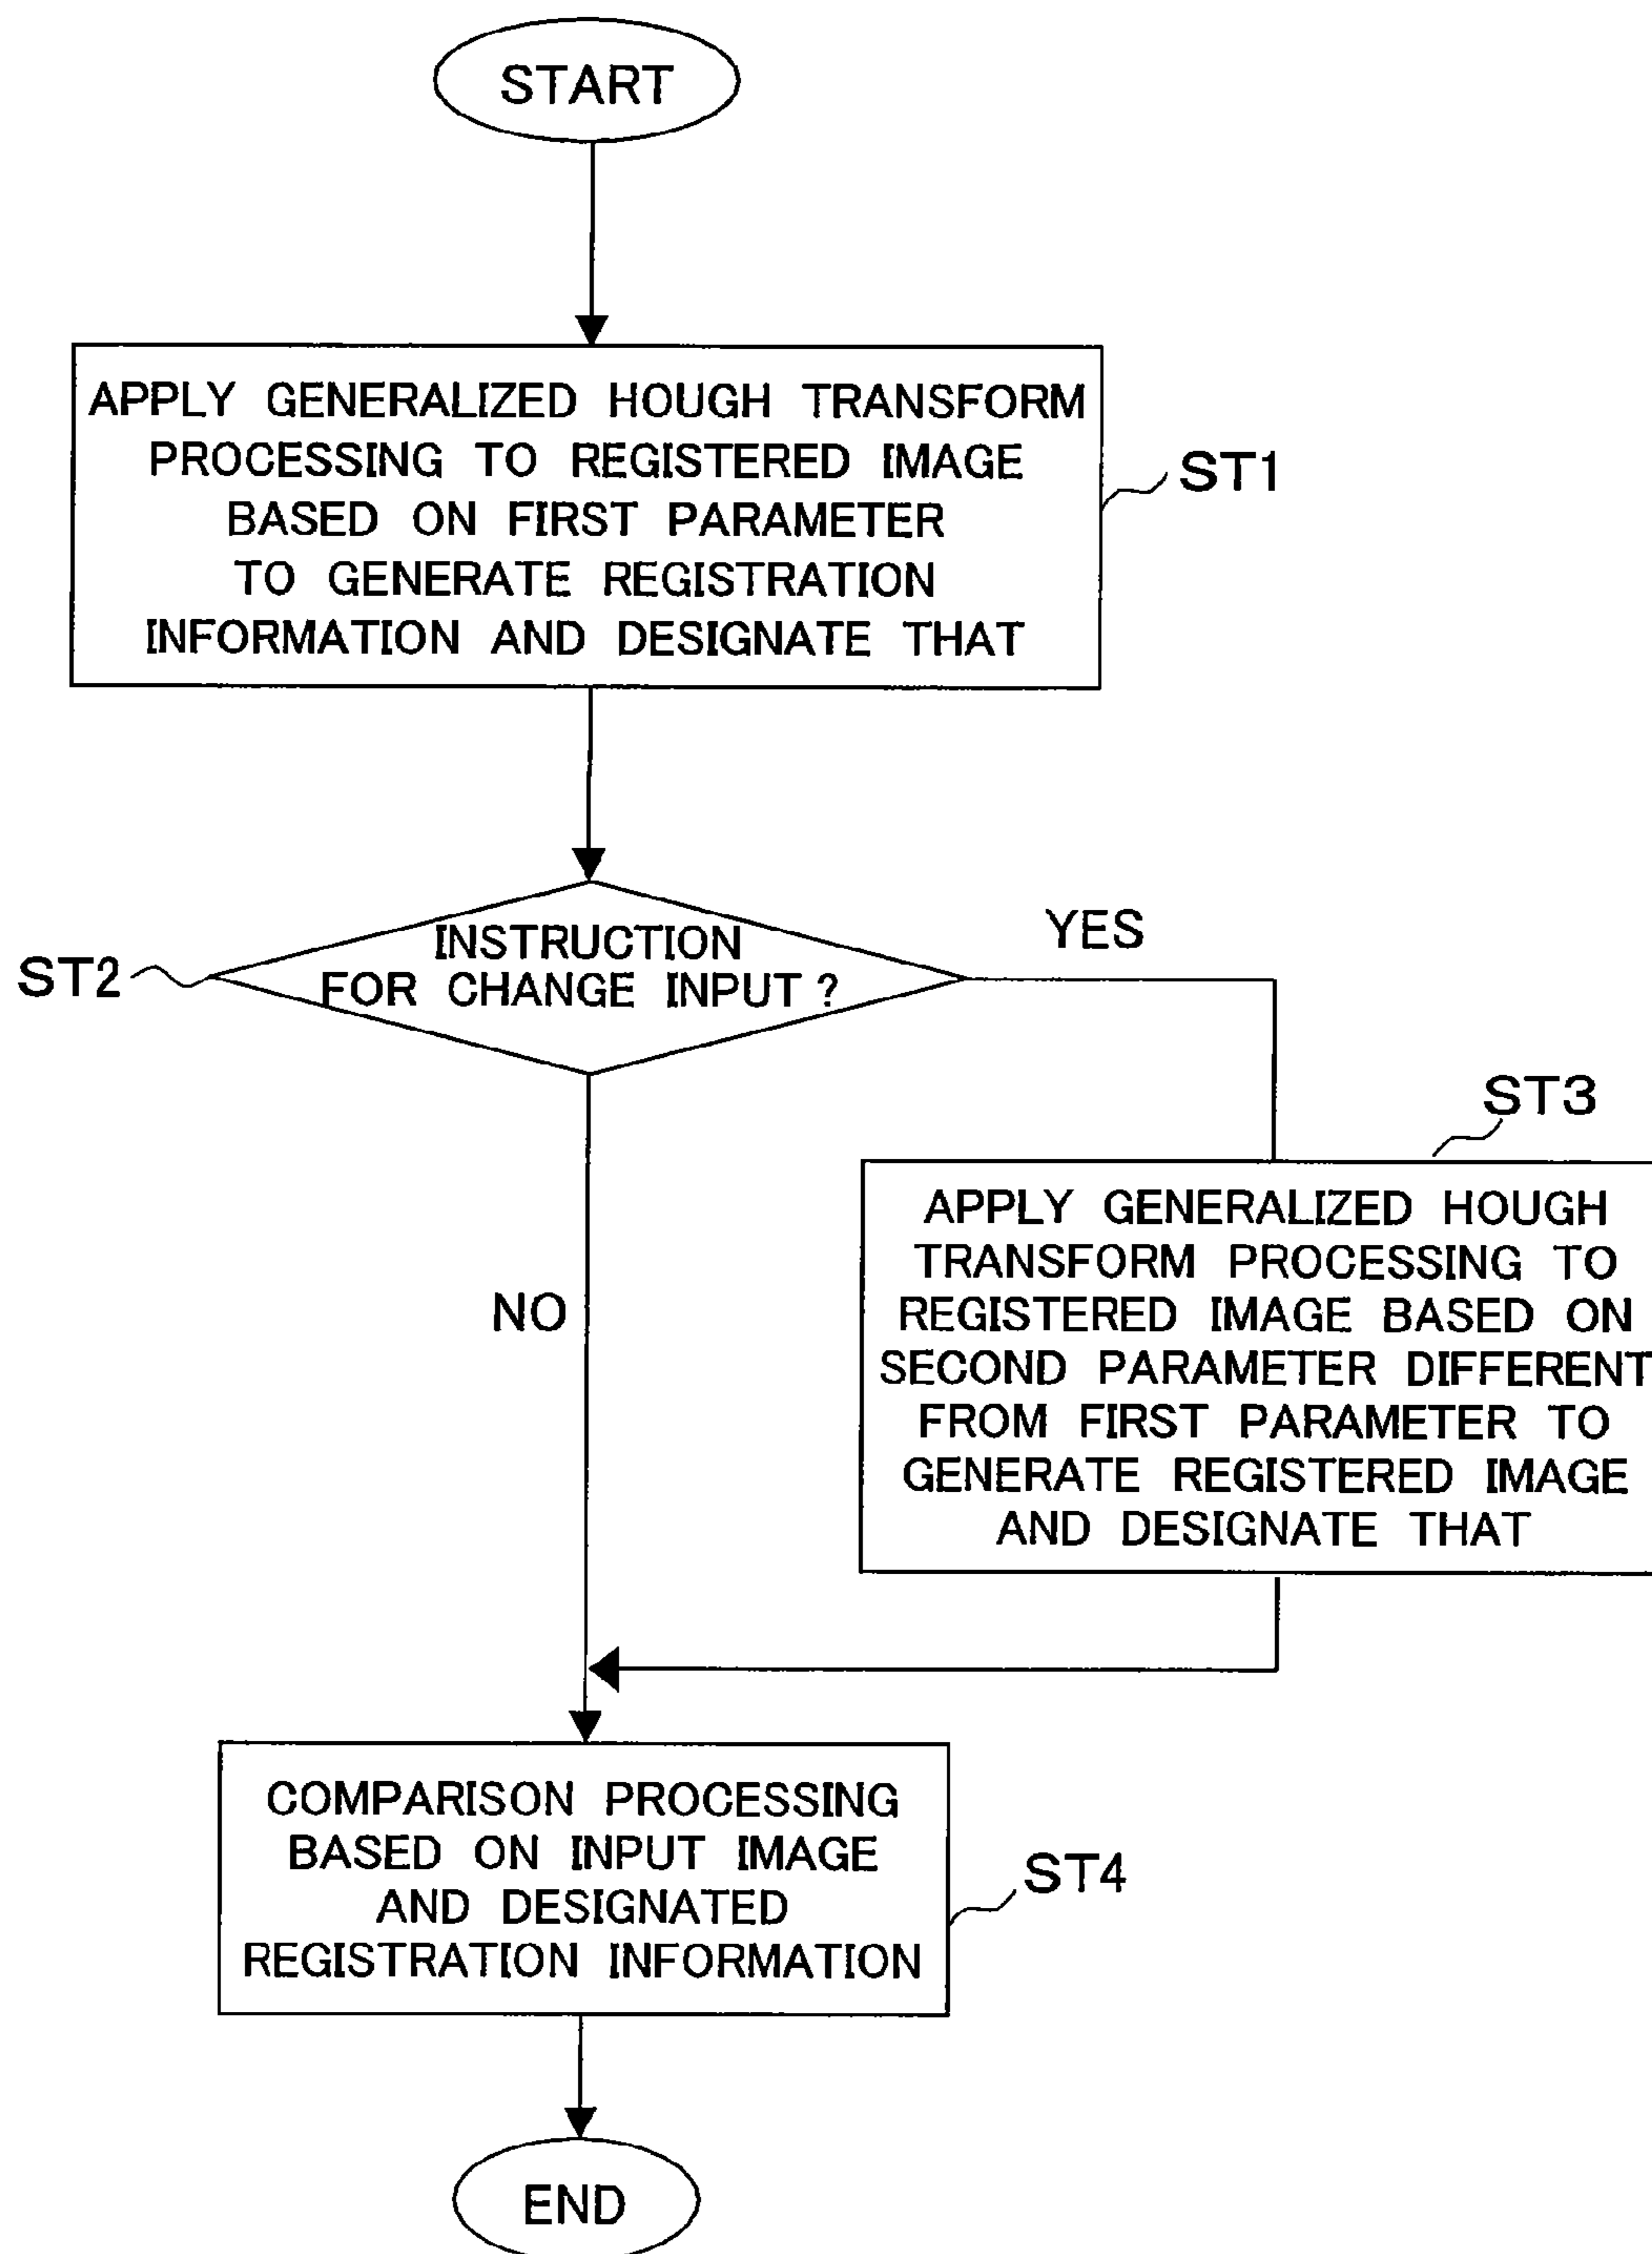 START
APPLY GENERALIZED HOUGH TRANSFORM
PROCESSING TO REGISTERED IMAGE
BASED ON FIRST PARAMETER
TO GENERATE REGISTRATION
INFORMATION AND DESIGNATE THAT
ST1
INSTRUCTION
FOR CHANGE INPUT ?
ST2
YES
NO
ST3
APPLY GENERALIZED HOUGH
TRANSFORM PROCESSING TO
REGISTERED IMAGE BASED ON
SECOND PARAMETER DIFFERENT
FROM FIRST PARAMETER TO
GENERATE REGISTERED IMAGE
AND DESIGNATE THAT
COMPARISON PROCESSING
BASED ON INPUT IMAGE
AND DESIGNATED
REGISTRATION INFORMATION
ST4
END